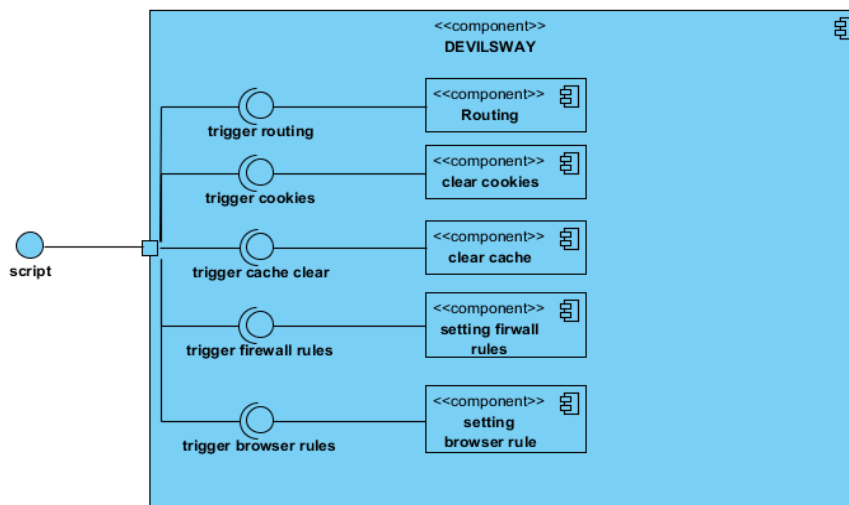 <<component>>
DEVILSWAY
<<component>>
Routing
trigger routing
<<component>>
clear cookies
trigger cookies
<<component>>
clear cache
trigger cache clear
script
<<component>>
setting firwall
rules
trigger firewall rules
<<component>>
setting
browser rule
trigger browser rules